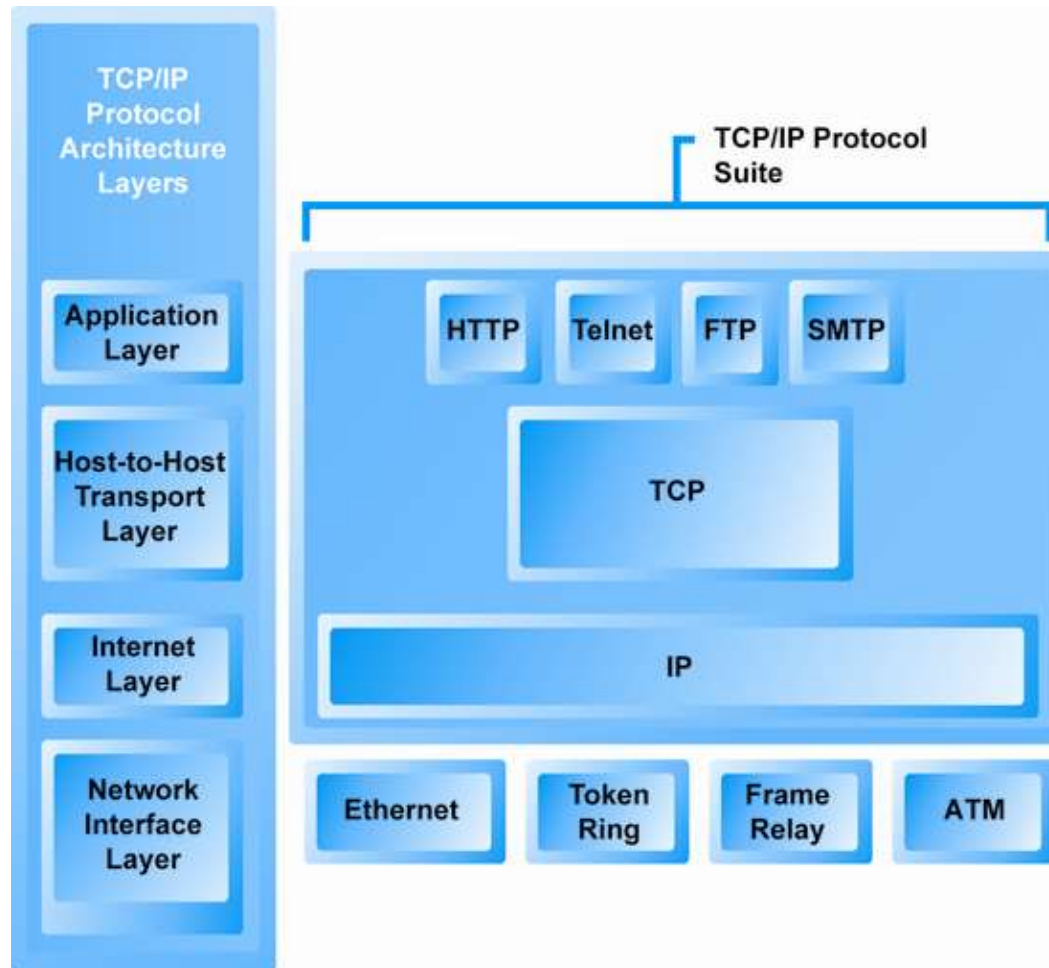 TCP/IP
Protocol
Architecture
Layers
Application
Layer
Host-to-Host
Transport
Layer
Internet
Layer
Network
Interface
Layer
TCP/IP Protocol
Suite
HTTP
Telnet
FTP
SMTP
TCP
IP
Ethernet
Token
Ring
Frame
Relay
ATM